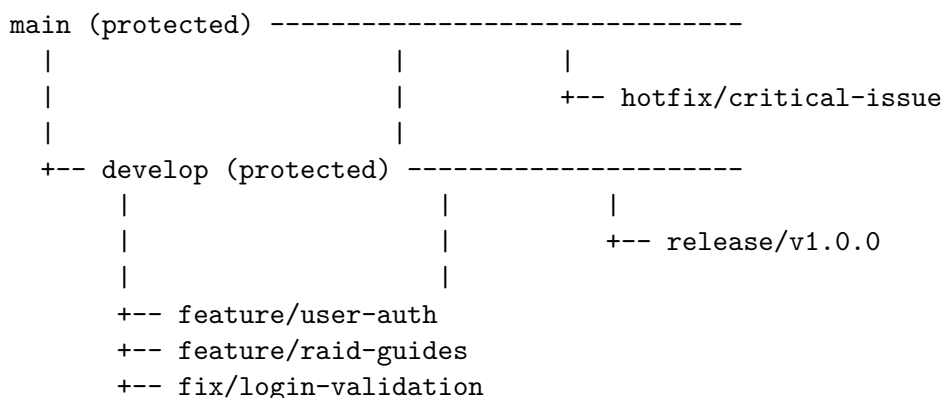 main (protected) -------------------------------
| | |
| | +-- hotfix/critical-issue
| |
+-- develop (protected) ----------------------
| | |
| | +-- release/v1.0.0
| |
+-- feature/user-auth
+-- feature/raid-guides
+-- fix/login-validation